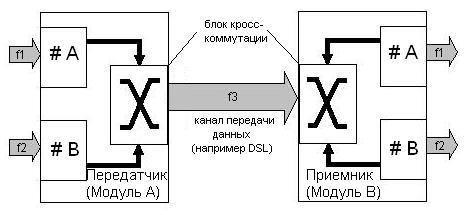 блок кросс-
коммутации
f1
# A
# A
f1
f3
канал передачи
данных
(например DSL)
f2
# B
# B
f2
Передатчик
(Модуль А)
Приемник
(Модуль В)